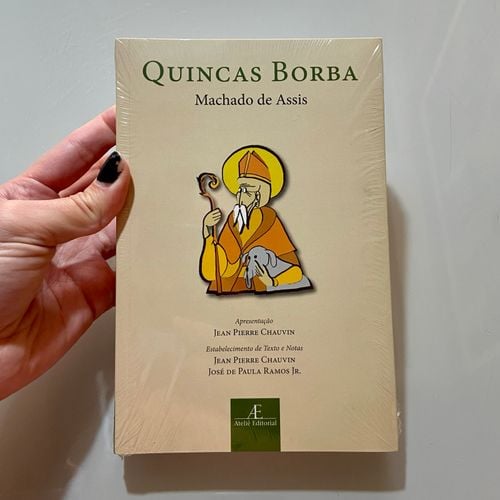 QUINCAS BORBA
Machado de Assis
Apresentação
JEAN PIERRE CHAUVIN
Estabelecimento de Texto e Notas
JEAN PIERRE CHAUVIN
JOSÉ DE PAULA RAMOS JR.
Æ
Ateliê Editorial